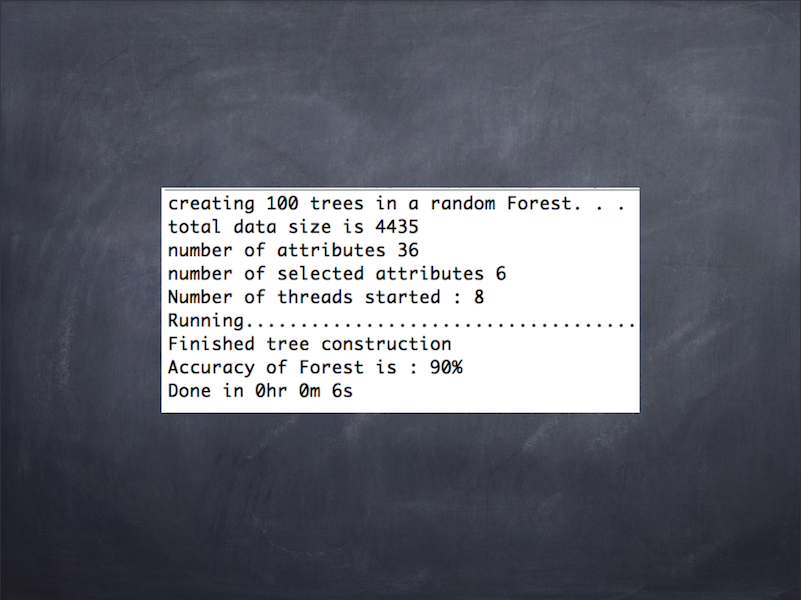 creating 100 trees in a random Forest. . .
total data size is 4435
number of attributes 36
number of selected attributes 6
Number of threads started : 8
Running....................................
Finished tree construction
Accuracy of Forest is : 90%
Done in 0hr 0m 6s